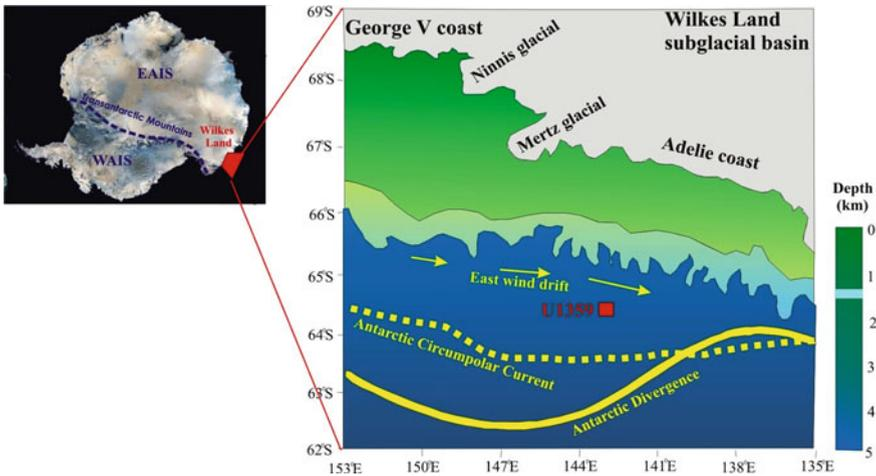 EAIS
Transantarctic Mountains
WAIS
Wilkes
Land
George V coast
Ninnis glacial
Mertz glacial
Adelie coast
Wilkes Land
subglacial basin
East wind drift
U1359
Antarctic Circumpolar Current
Antarctic Divergence
69°S
68°S
67°S
66°S
65°S
64°S
63°S
62°S
153°E
150°E
147°E
144°E
141°E
138°E
135°E
Depth
(km)
0
1
2
3
4
5